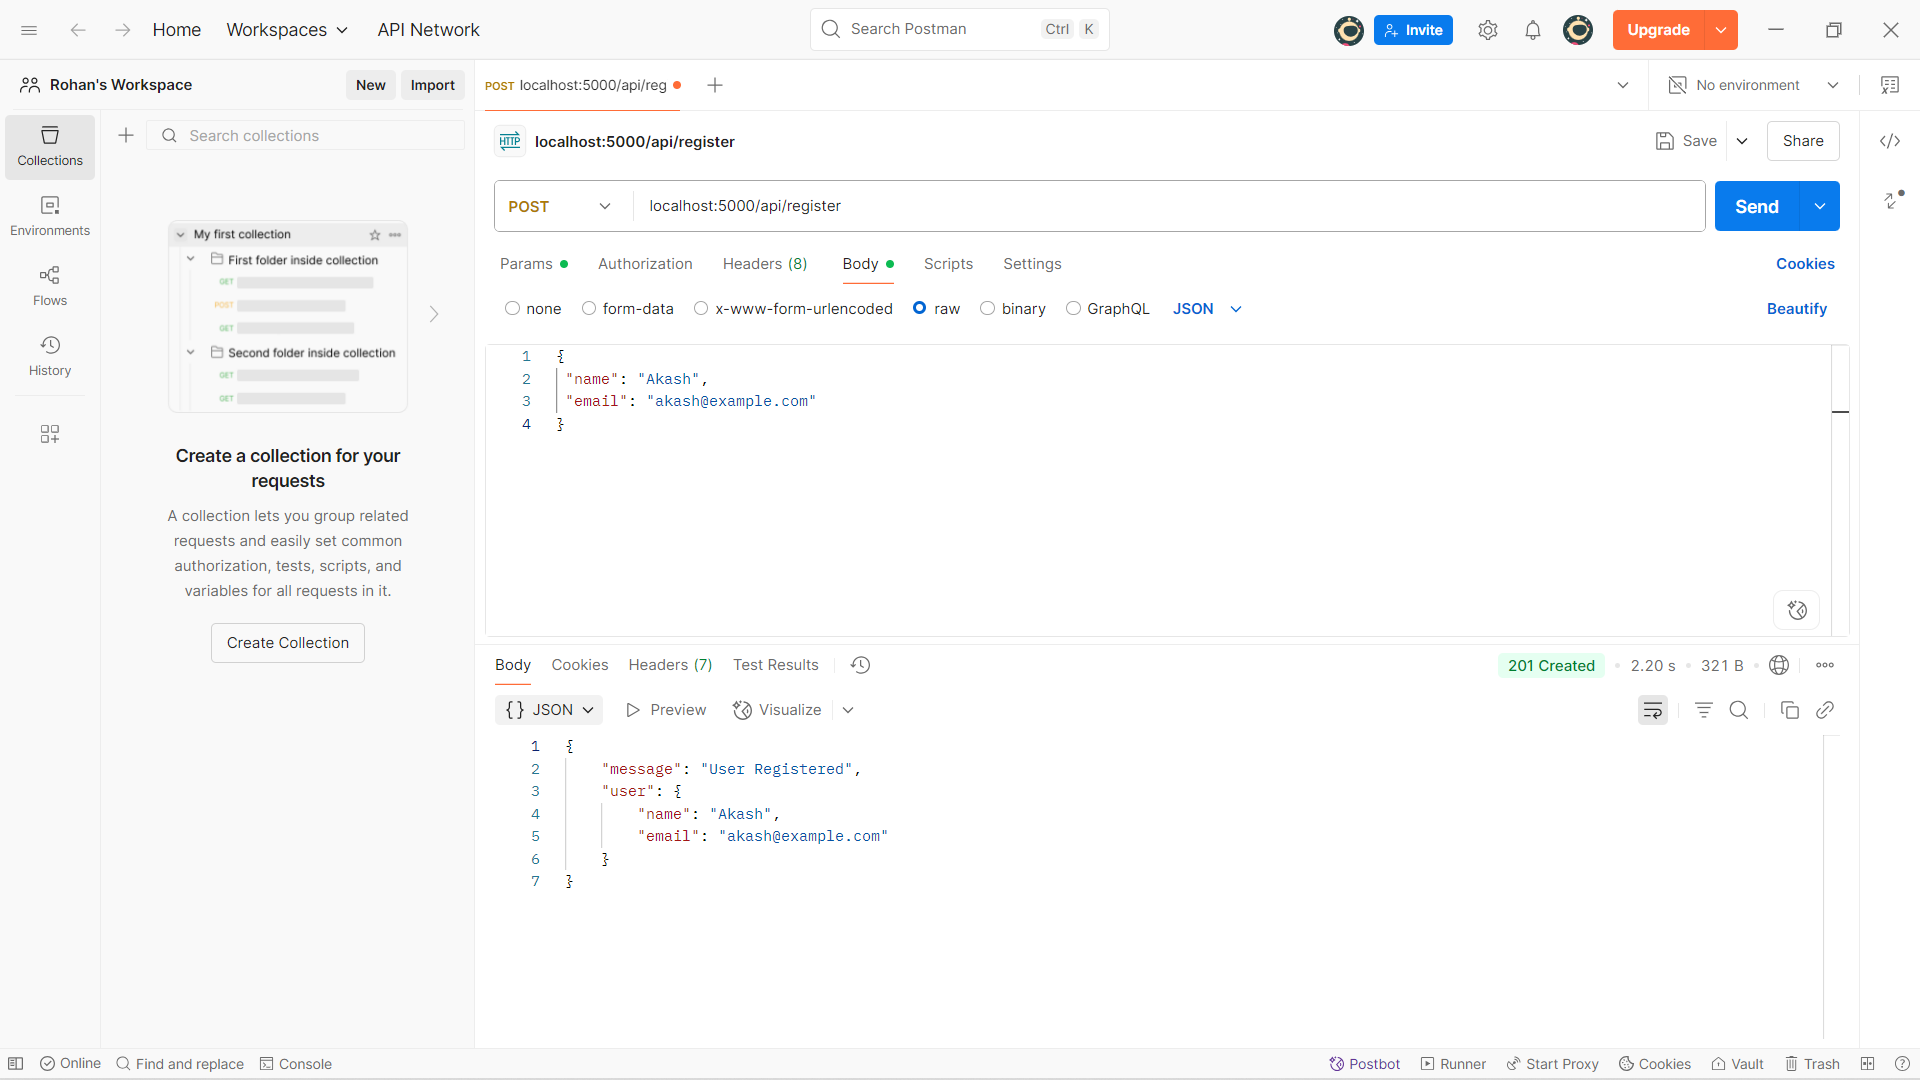 Home Workspaces API Network Search Postman Ctrl K Invite Upgrade
Rohan's Workspace New Import
POST localhost:5000/api/reg No environment
Collections
Search collections
Environments
Flows
History
My first collection
First folder inside collection
GET
POST
GET
Second folder inside collection
GET
GET
Create a collection for your
requests
A collection lets you group related
requests and easily set common
authorization, tests, scripts, and
variables for all requests in it.
Create Collection
HTTP localhost:5000/api/register Save Share
POST localhost:5000/api/register Send
Params Authorization Headers (8) Body Scripts Settings Cookies
none form-data x-www-form-urlencoded raw binary GraphQL JSON Beautify
1 {
2 "name": "Akash",
3 "email": "akash@example.com"
4 }
Body Cookies Headers (7) Test Results 201 Created 2.20 s 321 B
{} JSON Preview Visualize
1 {
2 "message": "User Registered",
3 "user": {
4 "name": "Akash",
5 "email": "akash@example.com"
6 }
7 }
Online Find and replace Console Postbot Runner Start Proxy Cookies Vault Trash